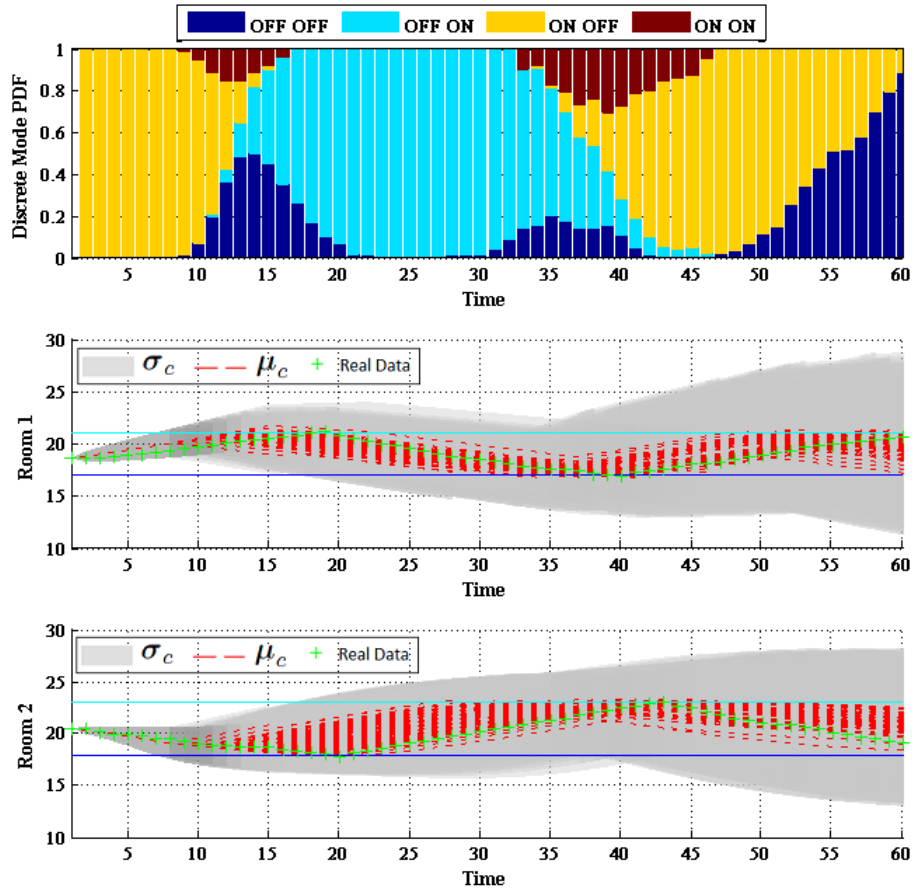 OFF OFF OFF ON ON OFF ON ON
Discrete Mode PDF
1
0.8
0.6
0.4
0.2
0
5 10 15 20 25 30 35 40 45 50 55 60
Time
Room 1
30
25
20
15
10
σc μc Real Data
5 10 15 20 25 30 35 40 45 50 55 60
Time
Room 2
30
25
20
15
10
σc μc Real Data
5 10 15 20 25 30 35 40 45 50 55 60
Time